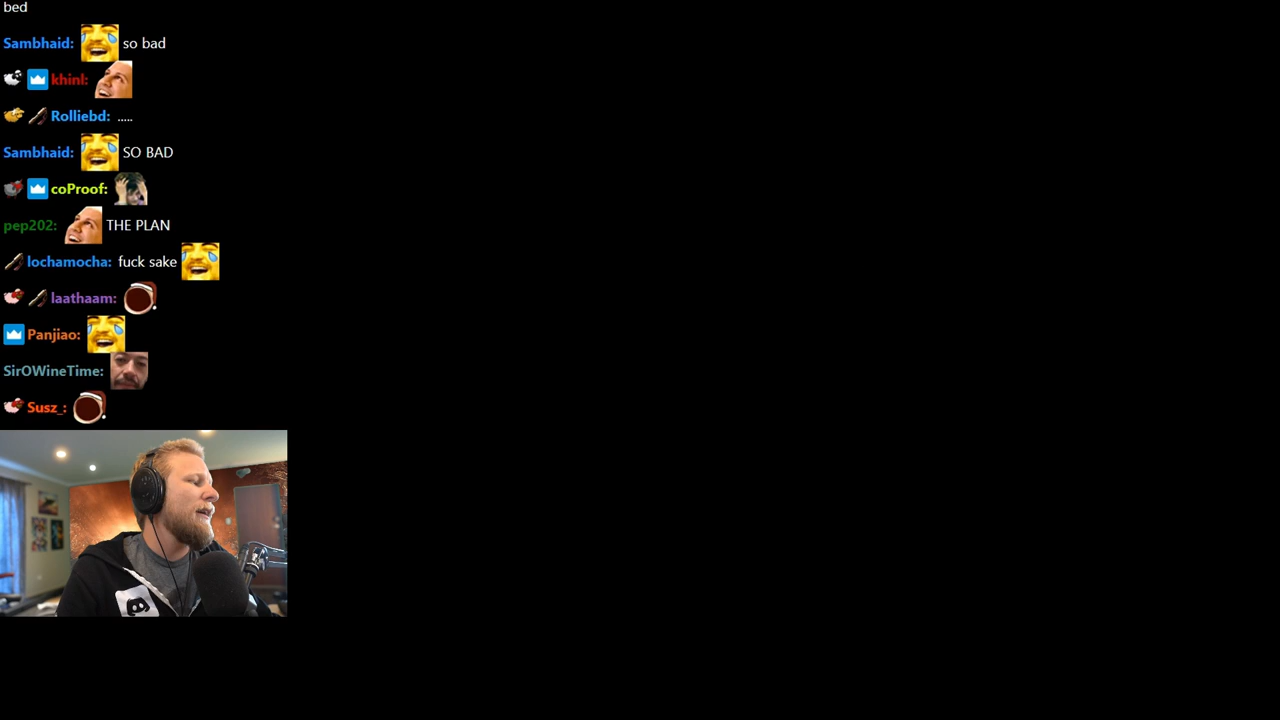 bed
Sambhaid: so bad
khinl:
Rolliebd: .....
Sambhaid: SO BAD
coProof:
pep202: THE PLAN
lochamocha: fuck sake
laathaam:
Panjiao:
SirOWineTime:
Susz_: